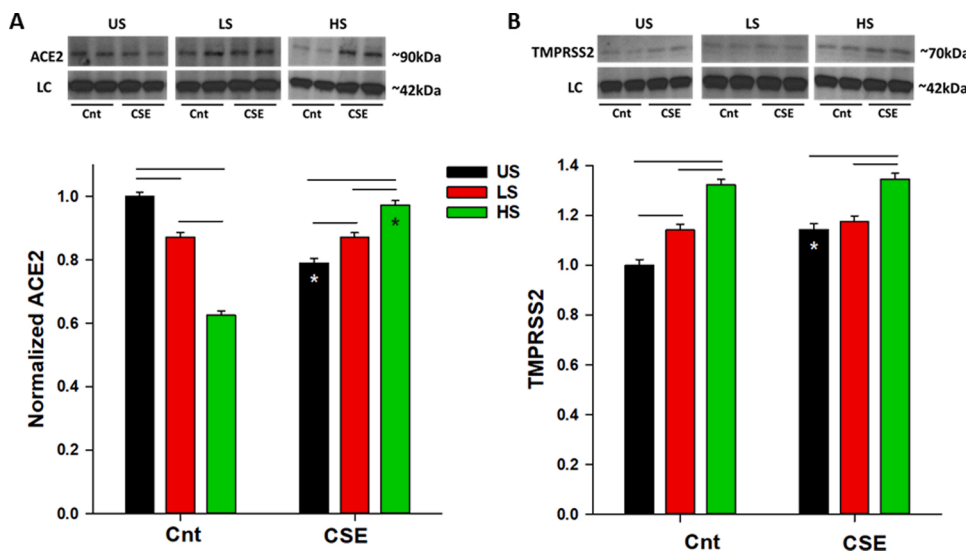 A
US LS HS
ACE2 ~90kDa
LC ~42kDa
Cnt CSE Cnt CSE Cnt CSE
Normalized ACE2
1.0
0.8
0.6
0.4
0.2
0.0
*
*
Cnt CSE
US
LS
HS
B
US LS HS
TMPRSS2 ~70kDa
LC ~42kDa
Cnt CSE Cnt CSE Cnt CSE
TMPRSS2
1.4
1.2
1.0
0.8
0.6
0.4
0.2
0.0
*
Cnt CSE